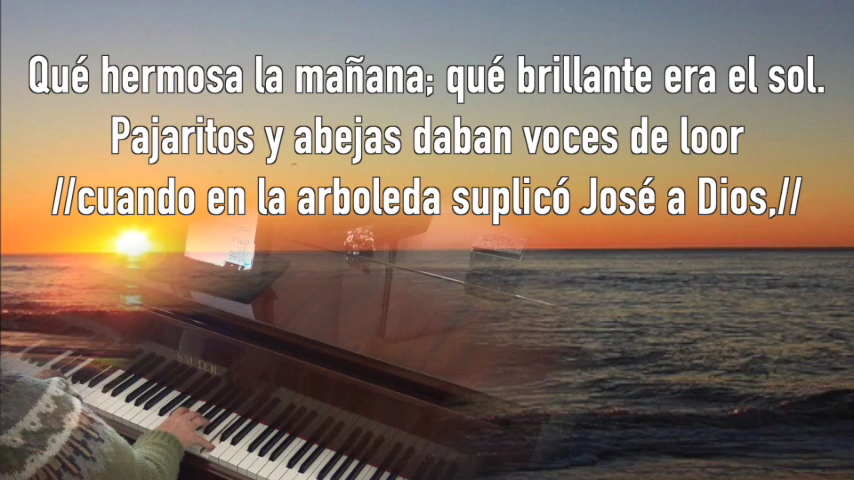 Qué hermosa la mañana; qué brillante era el sol.
Pajaritos y abejas daban voces de loor
//cuando en la arboleda suplicó José a Dios,//
SAUTER